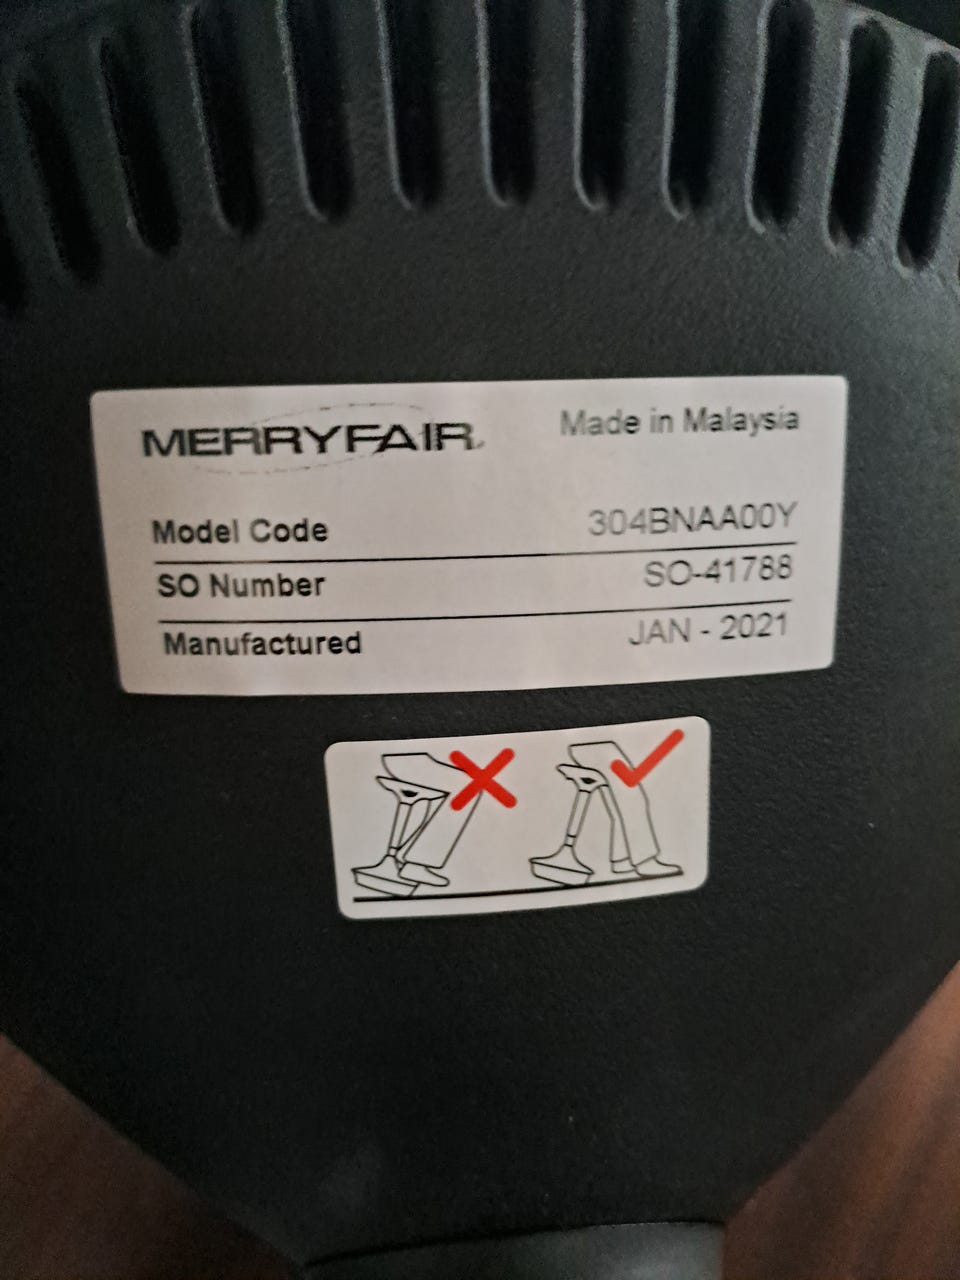 MERRYFAIR
Made in Malaysia
Model Code 304BNAA00Y
SO Number SO-41788
Manufactured JAN - 2021